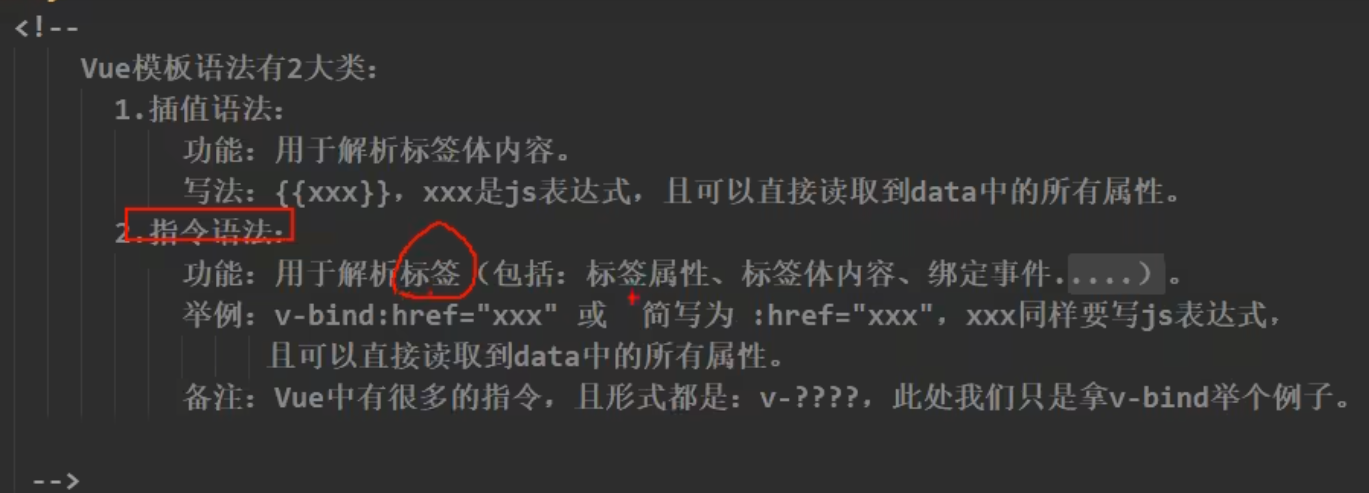 <!--
Vue模板语法有2大类：
1.插值语法：
功能：用于解析标签体内容。
写法：{{xxx}}，xxx是js表达式，且可以直接读取到data中的所有属性。
2.指令语法：
功能：用于解析标签（包括：标签属性、标签体内容、绑定事件.....）。
举例：v-bind:href="xxx" 或  简写为 :href="xxx"，xxx同样要写js表达式，
且可以直接读取到data中的所有属性。
备注：Vue中有很多的指令，且形式都是：v-????，此处我们只是拿v-bind举个例子。
-->